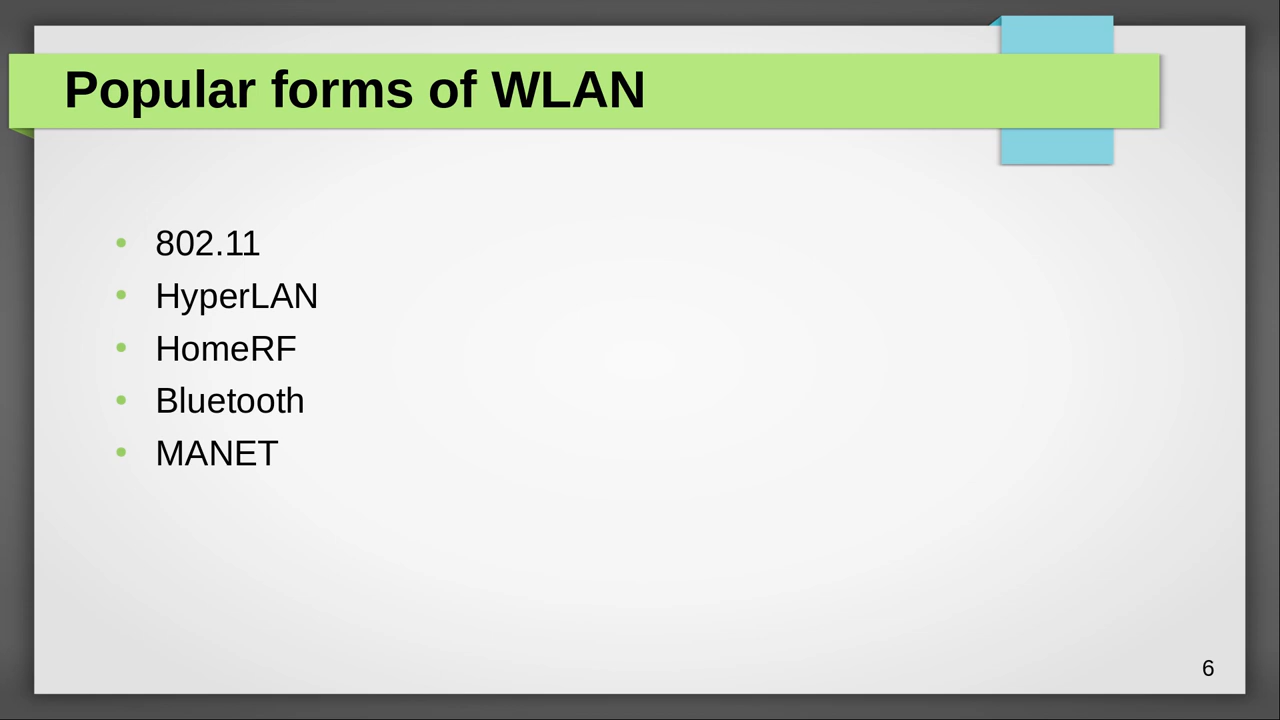 Popular forms of WLAN
• 802.11
• HyperLAN
• HomeRF
• Bluetooth
• MANET
6